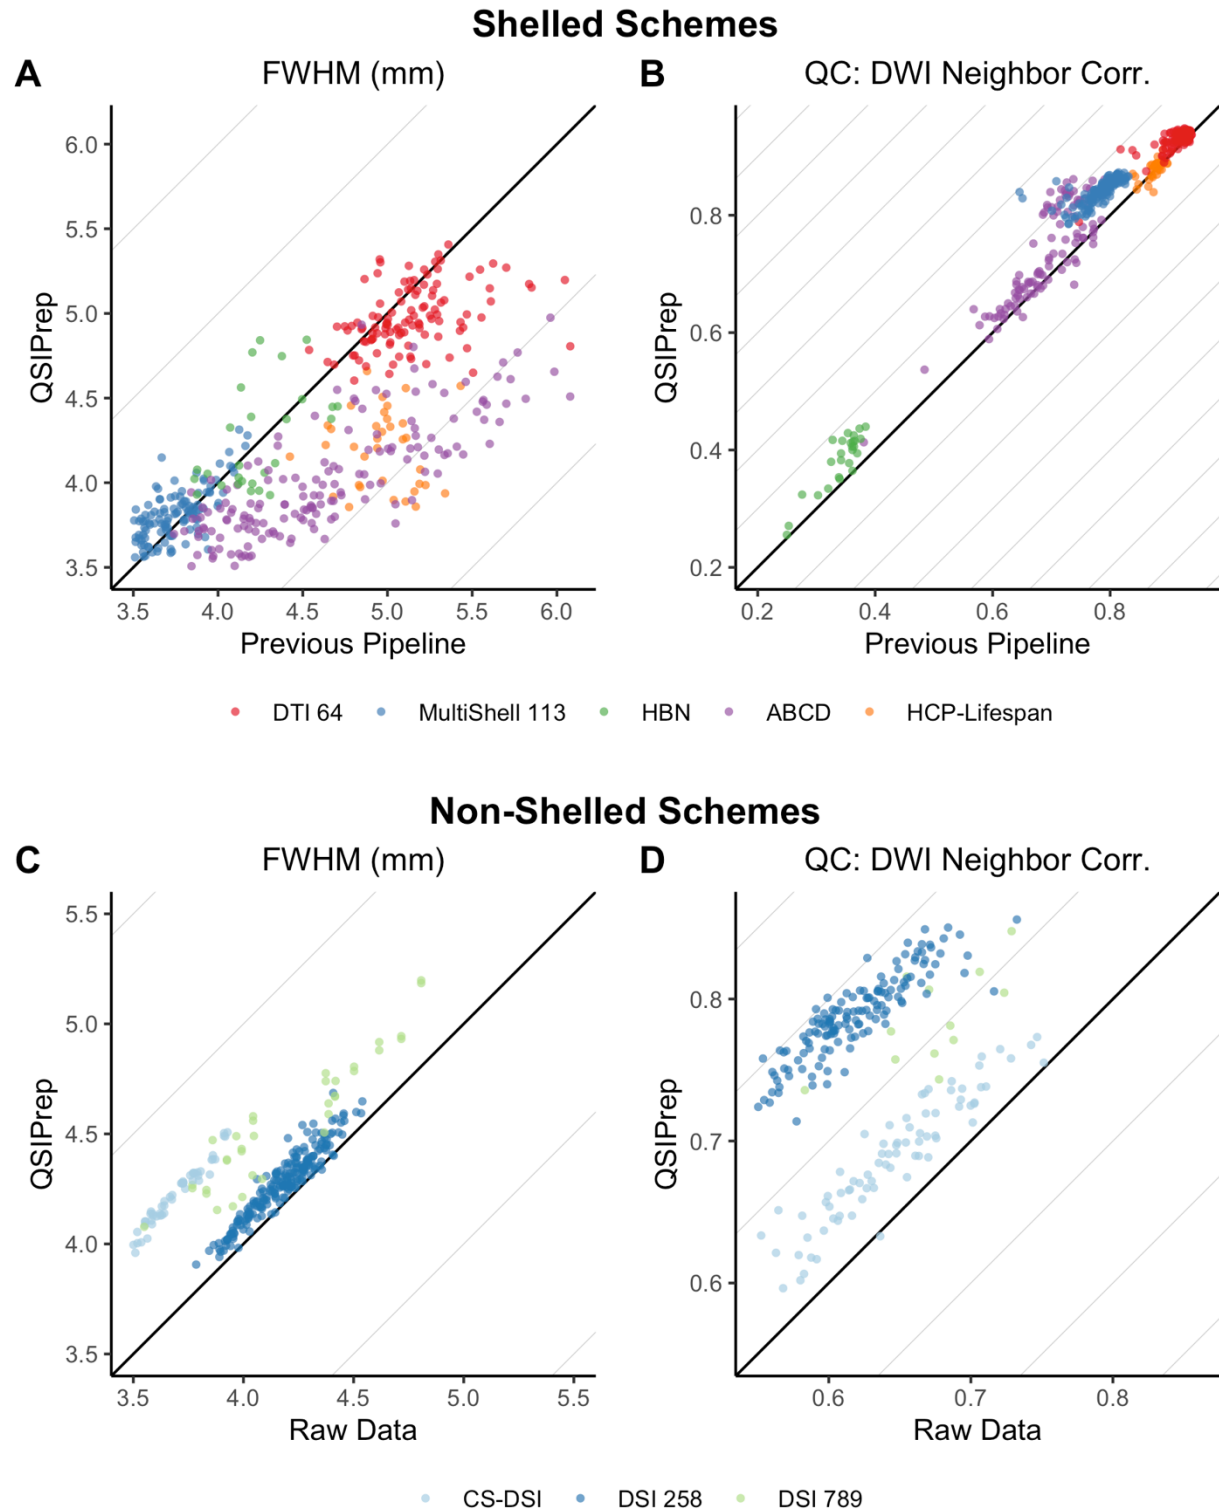 Shelled Schemes
A FWHM (mm)
6.0
5.5
5.0
4.5
4.0
3.5
QSIPrep
3.5 4.0 4.5 5.0 5.5 6.0
Previous Pipeline
B QC: DWI Neighbor Corr.
0.8
0.6
0.4
0.2
QSIPrep
0.2 0.4 0.6 0.8
Previous Pipeline
DTI 64 MultiShell 113 HBN ABCD HCP-Lifespan
Non-Shelled Schemes
C FWHM (mm)
5.5
5.0
4.5
4.0
3.5
QSIPrep
3.5 4.0 4.5 5.0 5.5
Raw Data
D QC: DWI Neighbor Corr.
0.8
0.7
0.6
QSIPrep
0.6 0.7 0.8
Raw Data
CS-DSI DSI 258 DSI 789